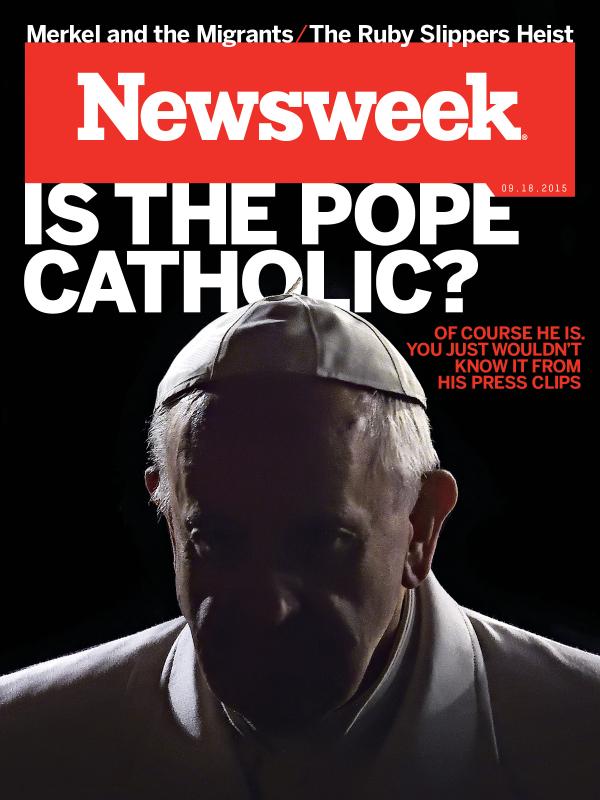 Merkel and the Migrants/The Ruby Slippers Heist
Newsweek®
09.18.2015
IS THE POPE
CATHOLIC?
OF COURSE HE IS.
YOU JUST WOULDN'T
KNOW IT FROM
HIS PRESS CLIPS